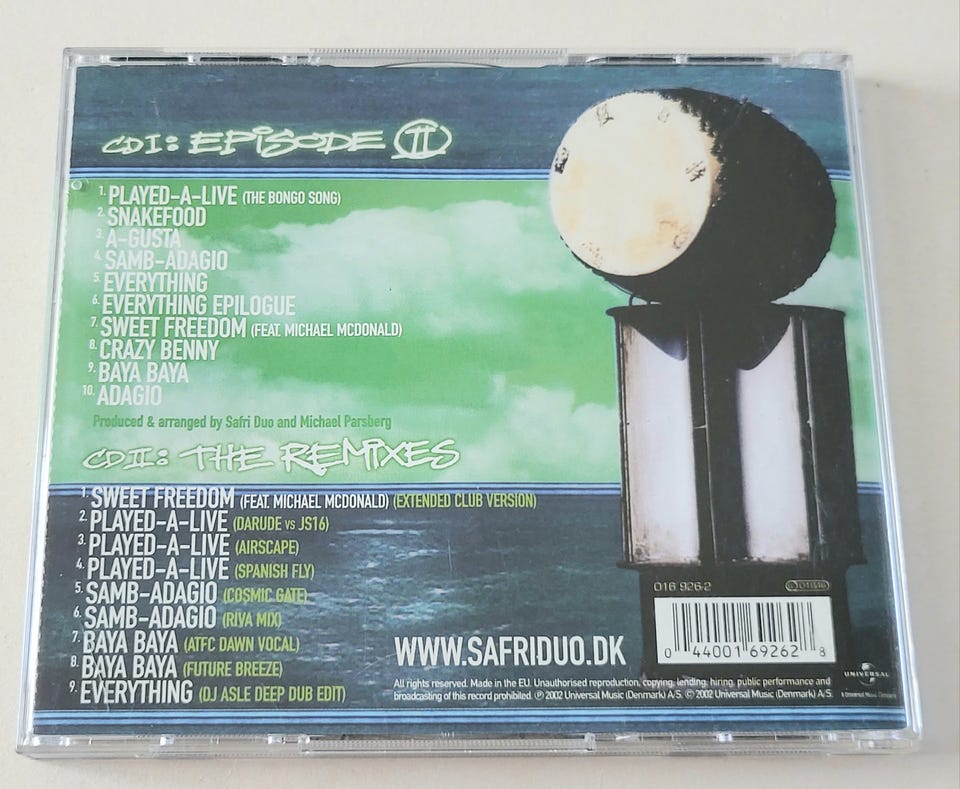 CD I: EPISODE II
1. PLAYED-A-LIVE (THE BONGO SONG)
2. SNAKEFOOD
3. A-GUSTA
4. SAMB-ADAGIO
5. EVERYTHING
6. EVERYTHING EPILOGUE
7. SWEET FREEDOM (FEAT. MICHAEL MCDONALD)
8. CRAZY BENNY
9. BAYA BAYA
10. ADAGIO
Produced & arranged by Safri Duo and Michael Parsberg
CD II: THE REMIXES
1. SWEET FREEDOM (FEAT. MICHAEL MCDONALD) (EXTENDED CLUB VERSION)
2. PLAYED-A-LIVE (DARUDE vs JS16)
3. PLAYED-A-LIVE (AIRSCAPE)
4. PLAYED-A-LIVE (SPANISH FLY)
5. SAMB-ADAGIO (COSMIC GATE)
6. SAMB-ADAGIO (RIVA MIX)
7. BAYA BAYA (ATFC DAWN VOCAL)
8. BAYA BAYA (FUTURE BREEZE)
9. EVERYTHING (DJ ASLE DEEP DUB EDIT)
016 926-2
0 44001 69262 8
WWW.SAFRIDUO.DK
All rights reserved. Made in the EU. Unauthorised reproduction, copying, lending, hiring, public performance and
broadcasting of this record prohibited. ℗ 2002 Universal Music (Denmark) A/S. © 2002 Universal Music (Denmark) A/S.
UNIVERSAL